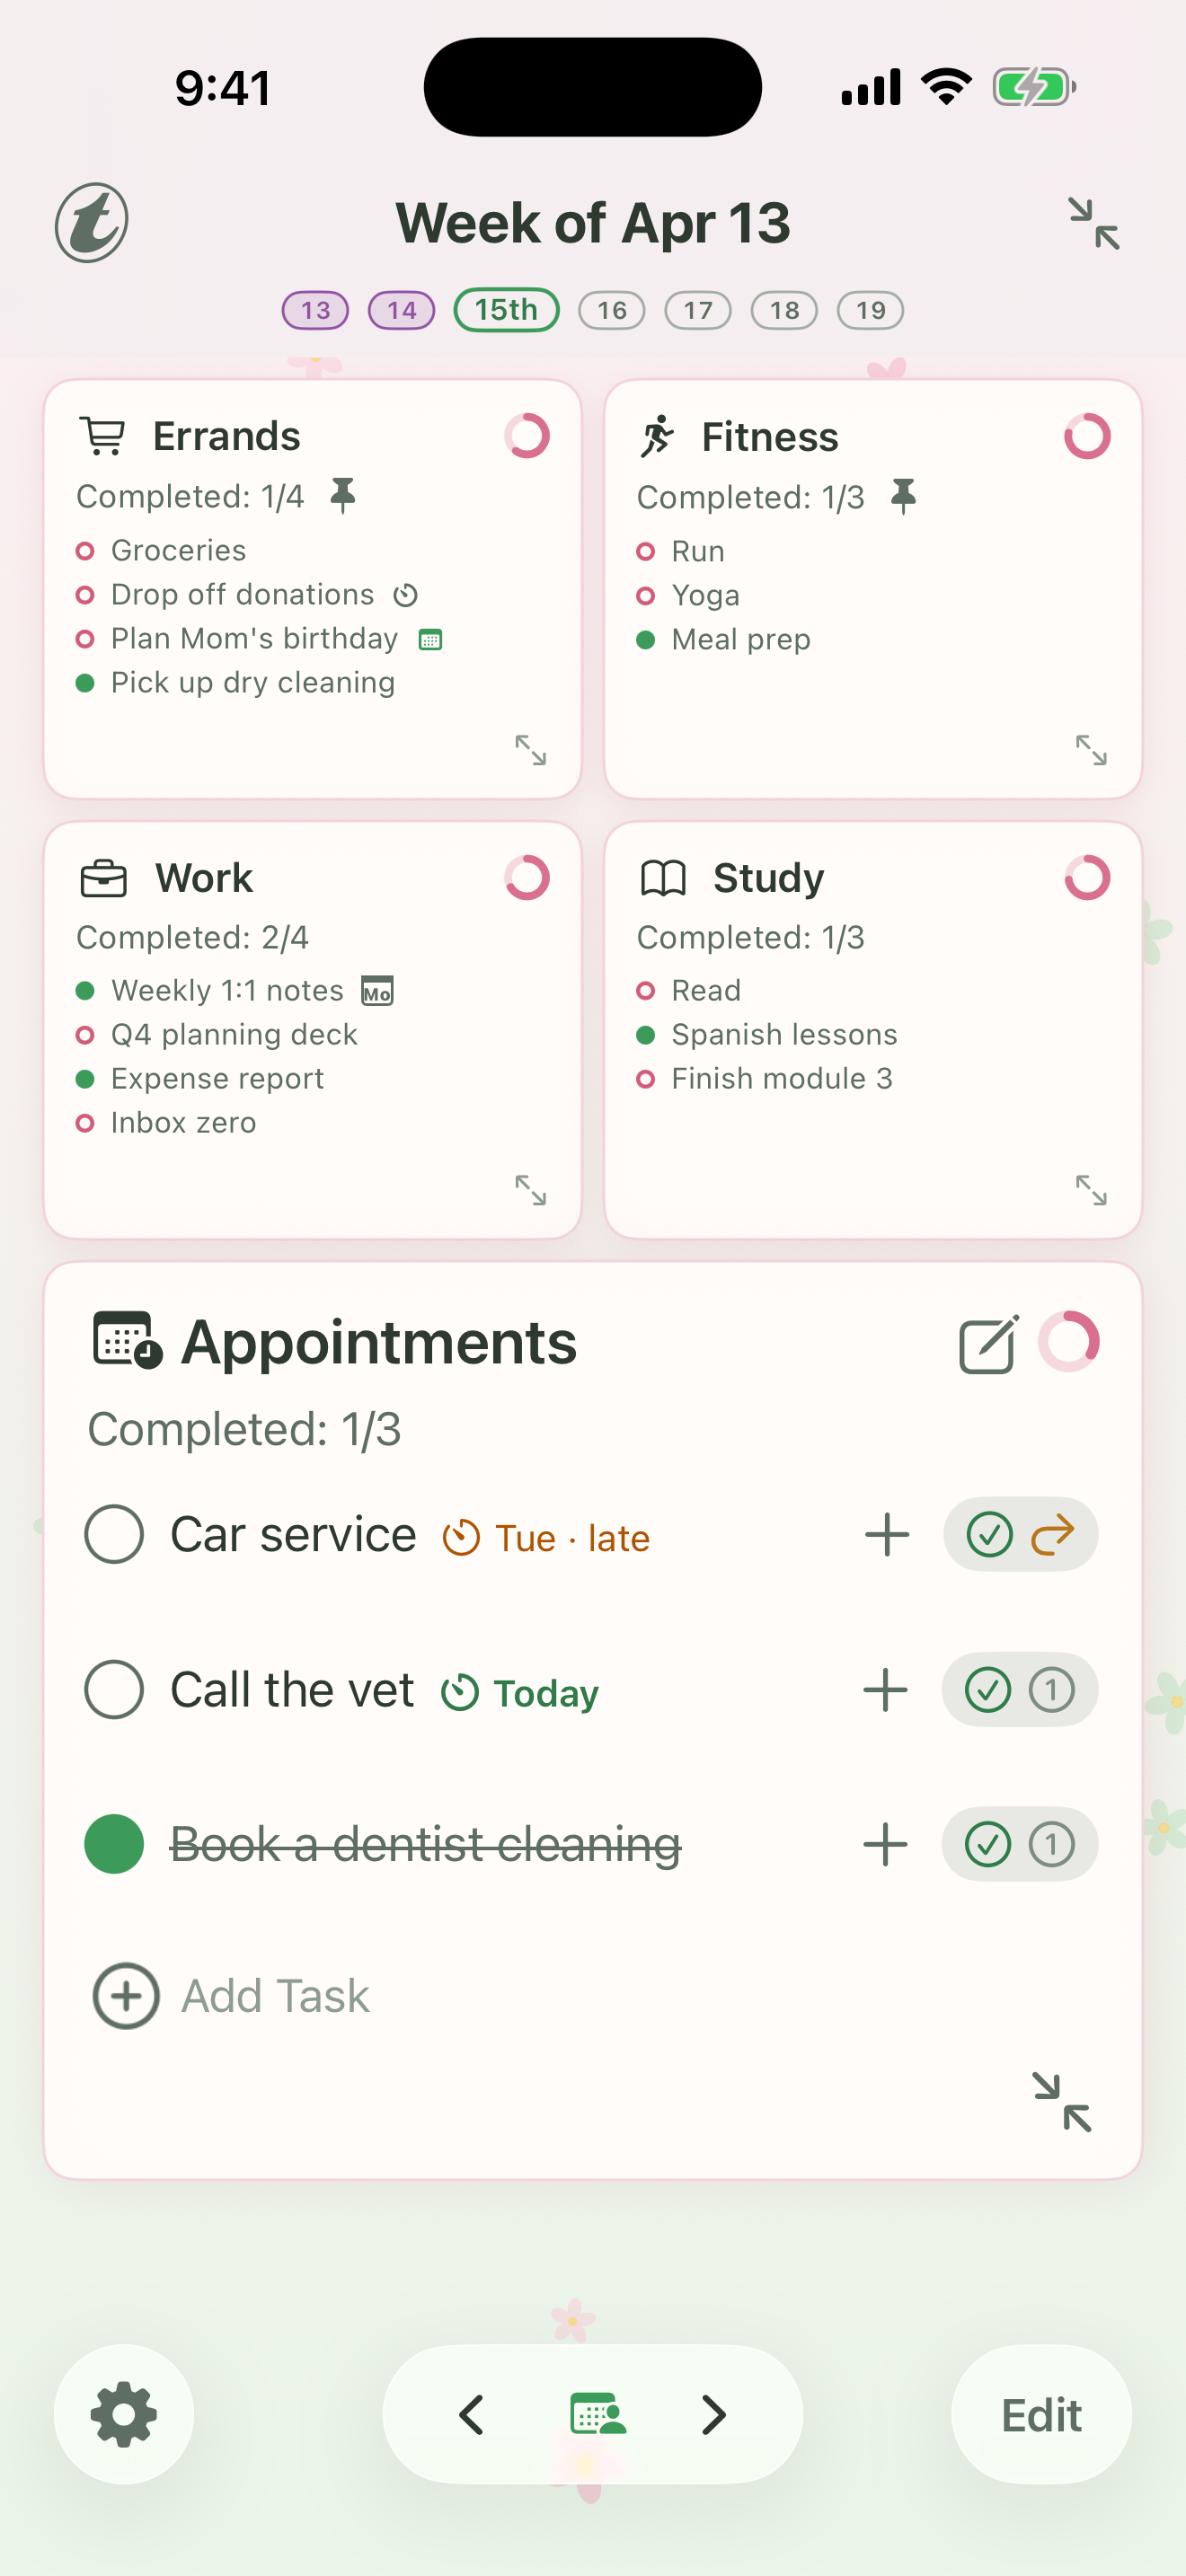 9:41
t
Week of Apr 13
13 14 15th 16 17 18 19
Errands
Completed: 1/4
Groceries
Drop off donations
Plan Mom's birthday
Pick up dry cleaning
Fitness
Completed: 1/3
Run
Yoga
Meal prep
Work
Completed: 2/4
Weekly 1:1 notes Mo
Q4 planning deck
Expense report
Inbox zero
Study
Completed: 1/3
Read
Spanish lessons
Finish module 3
Appointments
Completed: 1/3
Car service Tue · late
Call the vet Today 1
Book a dentist cleaning 1
Add Task
Edit